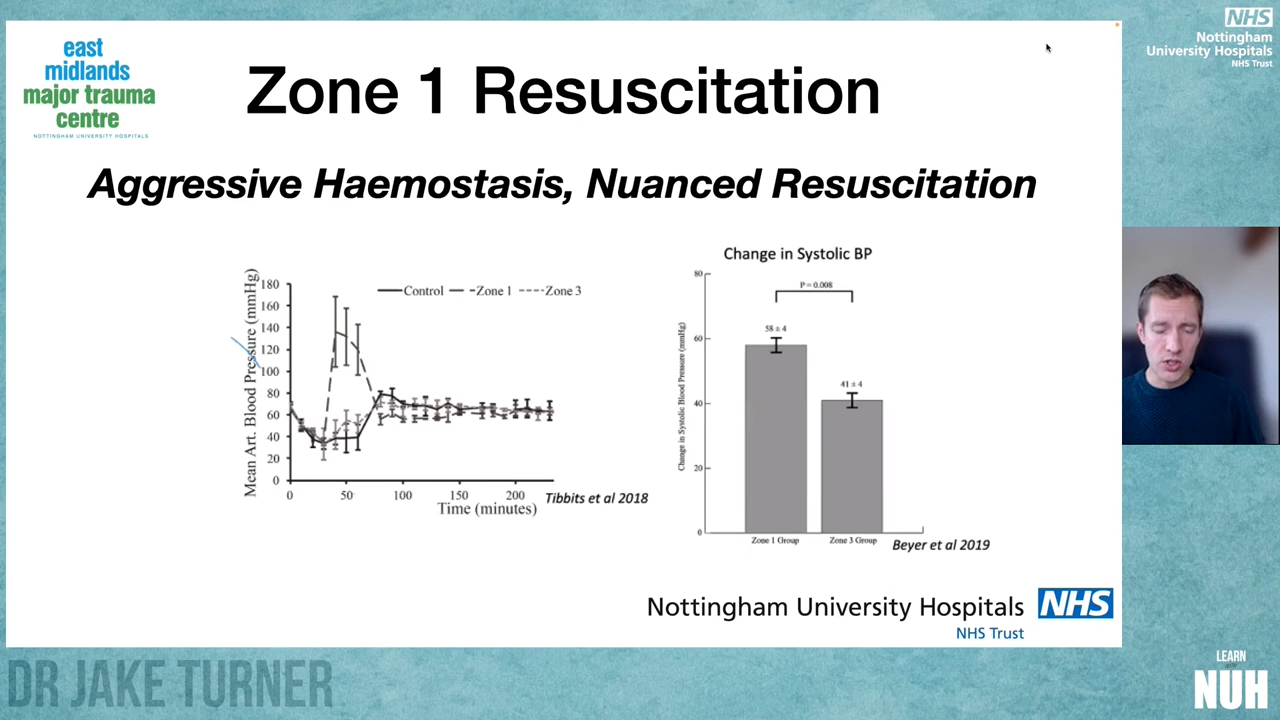 east
midlands
major trauma
centre
NOTTINGHAM UNIVERSITY HOSPITALS
Zone 1 Resuscitation
NHS
Nottingham
University Hospitals
NHS Trust
Aggressive Haemostasis, Nuanced Resuscitation
Mean Art. Blood Pressure (mmHg)
180
160
140
120
100
80
60
40
20
0
Control
Zone 1
Zone 3
0
50
100
150
200
Time (minutes)
Tibbits et al 2018
Change in Systolic BP
Change in Systolic Blood Pressure (mmHg)
80
60
40
20
0
P = 0.008
58 ± 4
41 ± 4
Zone 1 Group
Zone 3 Group
Beyer et al 2019
Nottingham University Hospitals NHS
NHS Trust
DR JAKE TURNER
LEARN
NUH